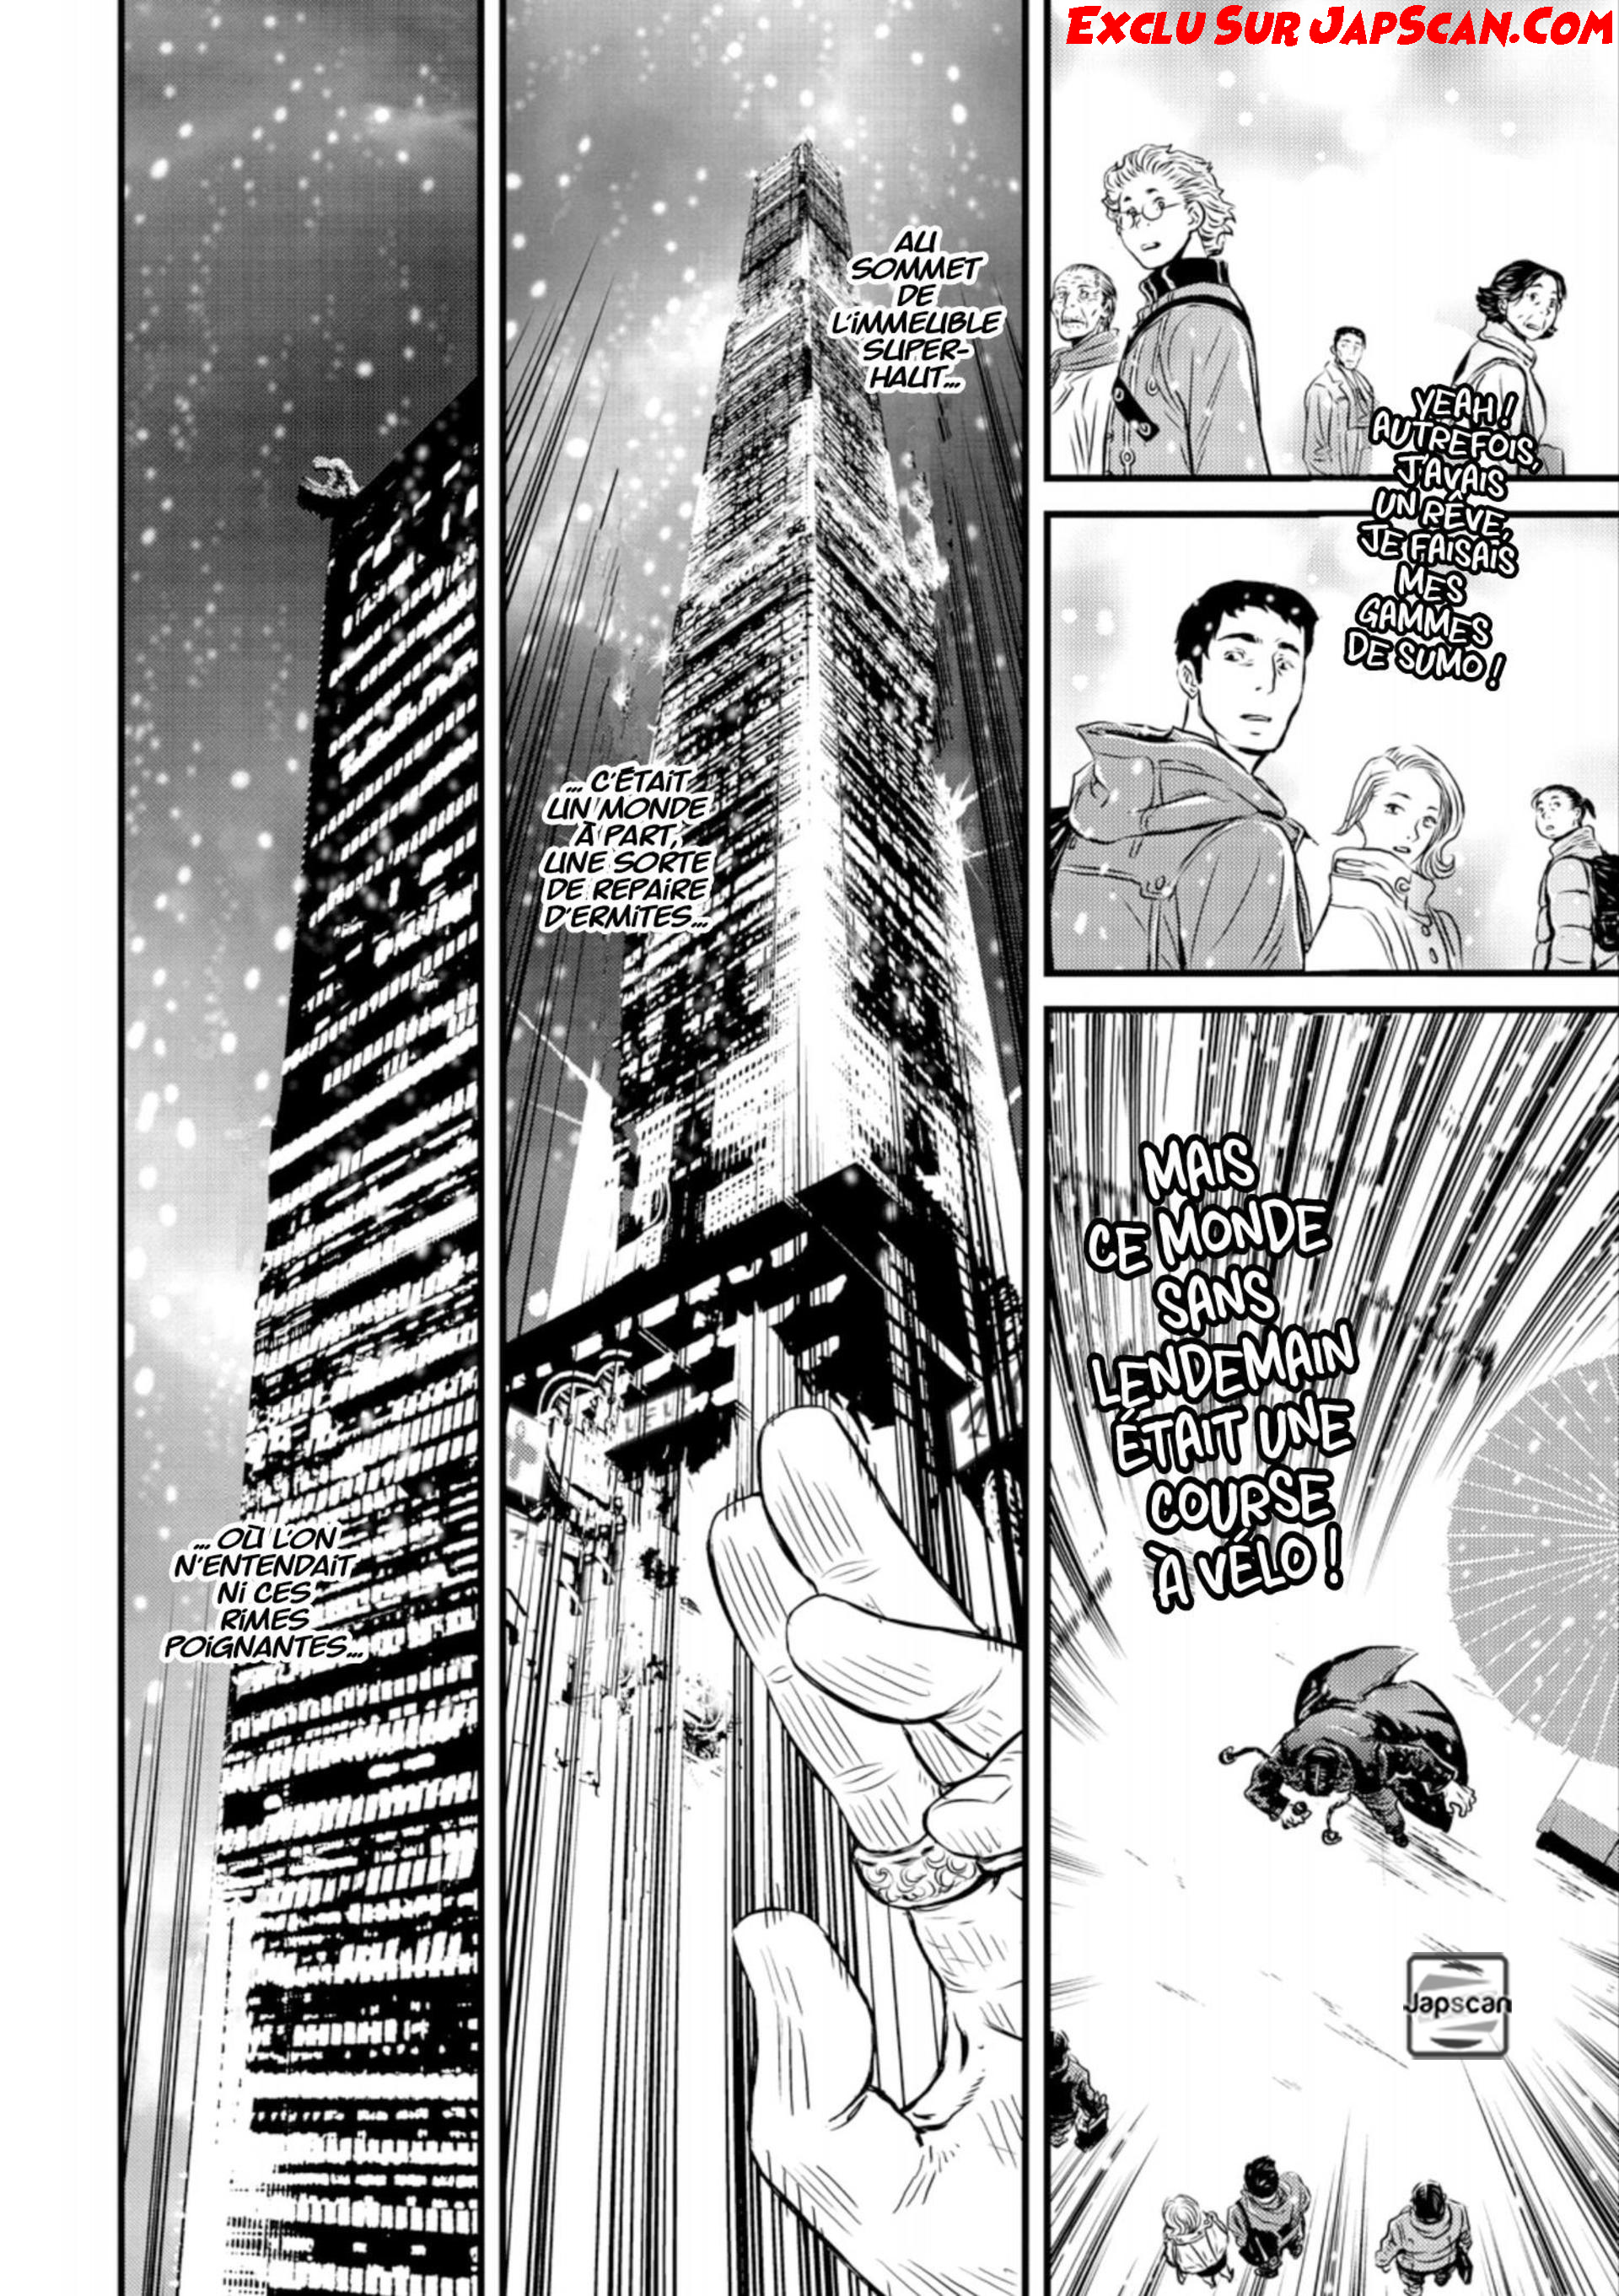 EXCLU SUR JAPSCAN.COM
YEAH !
AUTREFOIS,
J'AVAIS
UN RÊVE,
JE FAISAIS
MES
GAMMES
DE SUMO !
MAIS
CE MONDE
SANS
LENDEMAIN
ÉTAIT UNE
COURSE
À VÉLO !
Japscan
AU
SOMMET
DE
L'IMMEUBLE
SUPER-
HAUT...
... C'ÉTAIT
UN MONDE
À PART,
UNE SORTE
DE REPAIRE
D'ERMITES...
... OÙ L'ON
N'ENTENDAIT
NI CES
RIMES
POIGNANTES...